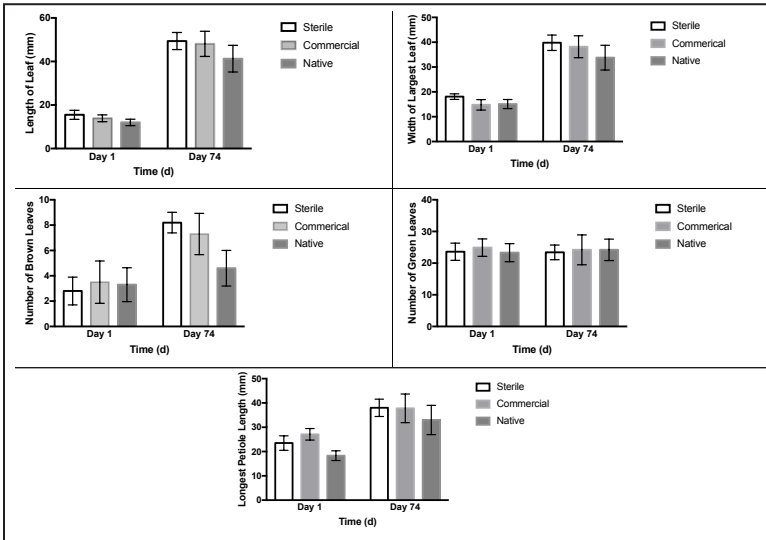 Length of Leaf (mm)
60
40
20
0
Day 1
Day 74
Time (d)
Sterile
Commercial
Native
Width of Largest Leaf (mm)
50
40
30
20
10
0
Day 1
Day 74
Time (d)
Sterile
Commerical
Native
Number of Brown Leaves
10
8
6
4
2
0
Day 1
Day 74
Time (d)
Sterile
Commerical
Native
Number of Green Leaves
40
30
20
10
0
Day 1
Day 74
Time (d)
Sterile
Commerical
Native
Longest Petiole Length (mm)
50
40
30
20
10
0
Day 1
Day 74
Time (d)
Sterile
Commercial
Native